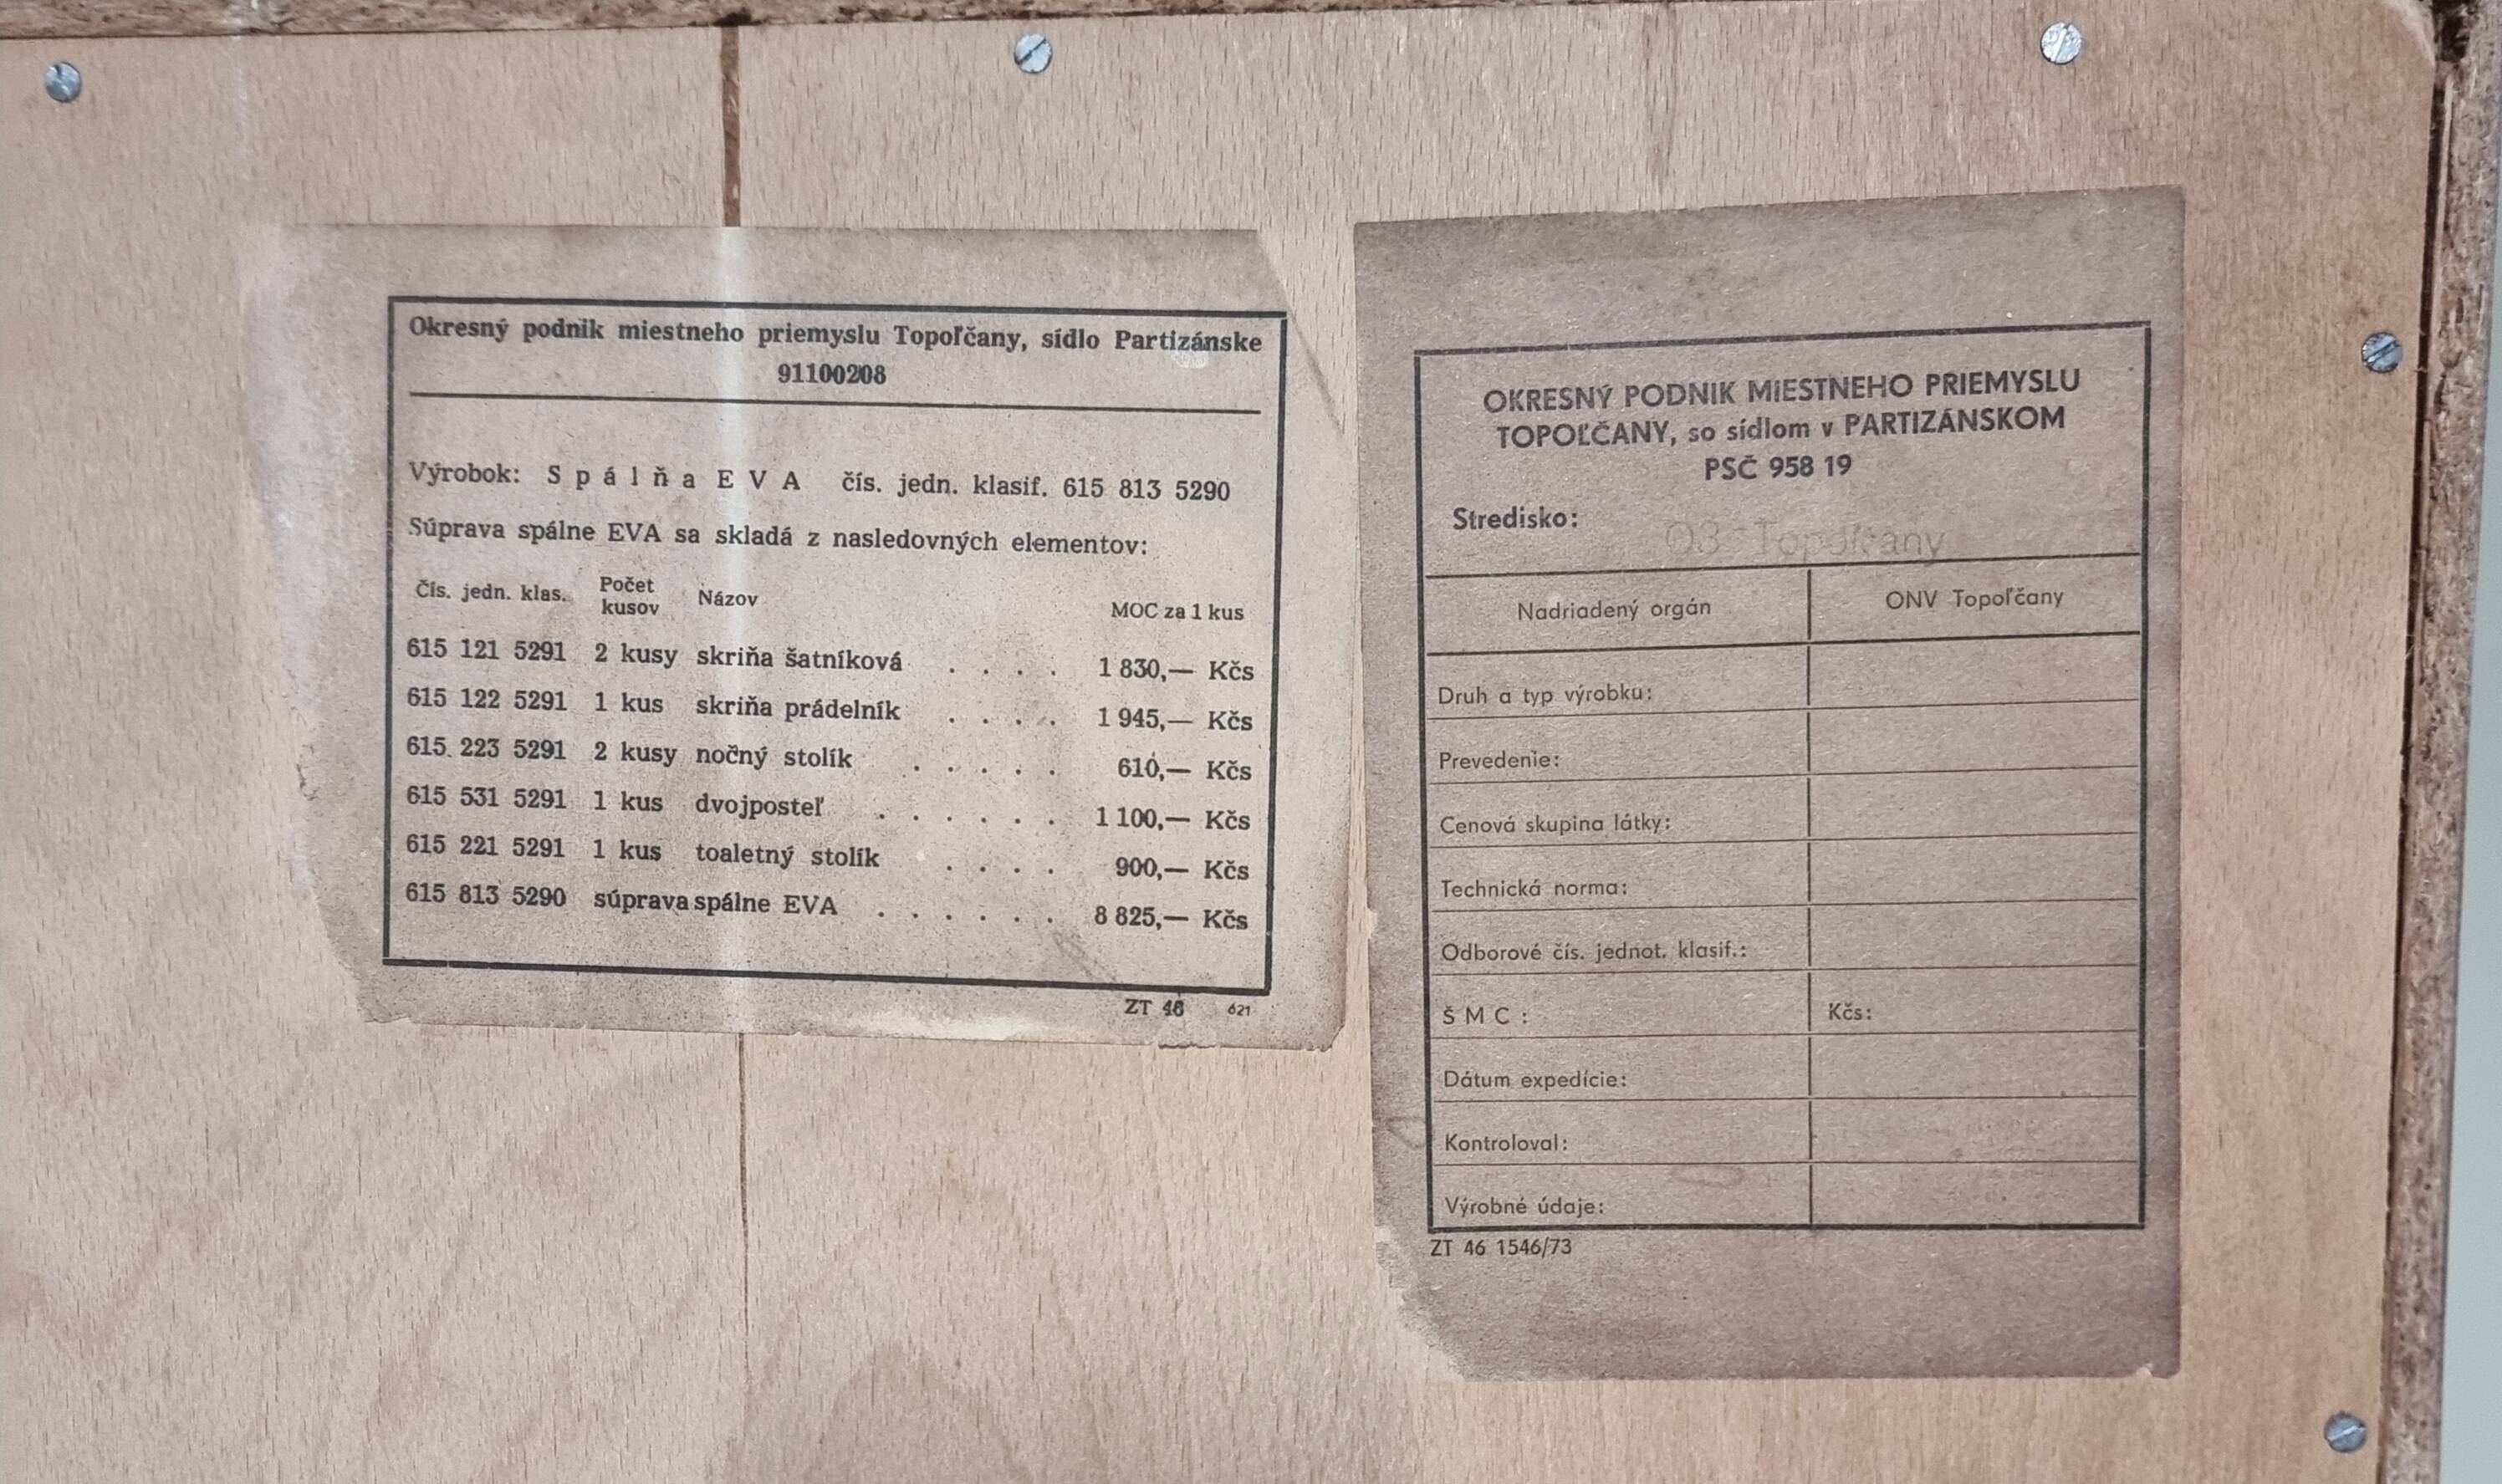 Okresný podnik miestneho priemyslu Topoľčany, sídlo Partizánske
91100208
Výrobok: Spálňa EVA čís. jedn. klasif. 615 813 5290
Súprava spálne EVA sa skladá z nasledovných elementov:
Čís. jedn. klas. Počet kusov Názov MOC za 1 kus
615 121 5291 2 kusy skriňa šatníková . . . . 1 830,— Kčs
615 122 5291 1 kus skriňa prádelník . . . . 1 945,— Kčs
615 223 5291 2 kusy nočný stolík . . . . . 610,— Kčs
615 531 5291 1 kus dvojposteľ . . . . . . 1 100,— Kčs
615 221 5291 1 kus toaletný stolík . . . . 900,— Kčs
615 813 5290 súprava spálne EVA . . . . . . 8 825,— Kčs
ZT 46 621
OKRESNÝ PODNIK MIESTNEHO PRIEMYSLU
TOPOĽČANY, so sídlom v PARTIZÁNSKOM
PSČ 958 19
Stredisko: 03 Topoľčany
Nadriadený orgán ONV Topoľčany
Druh a typ výrobku:
Prevedenie:
Cenová skupina látky:
Technická norma:
Odborové čís. jednot. klasif.:
ŠMC: Kčs:
Dátum expedície:
Kontroloval:
Výrobné údaje:
ZT 46 1546/73